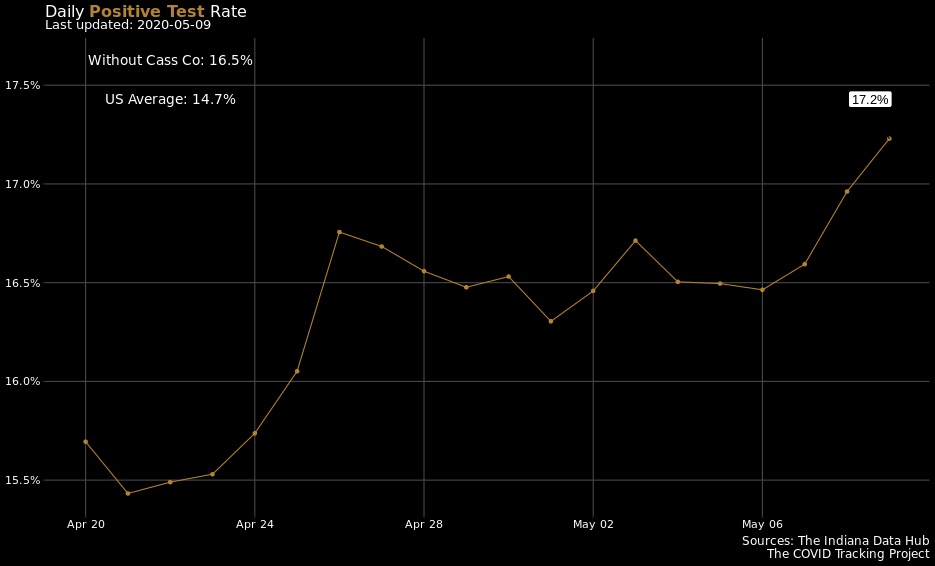 Daily Positive Test Rate
Last updated: 2020-05-09
Without Cass Co: 16.5%
US Average: 14.7%
17.2%
17.5%
17.0%
16.5%
16.0%
15.5%
Apr 20
Apr 24
Apr 28
May 02
May 06
Sources: The Indiana Data Hub
The COVID Tracking Project